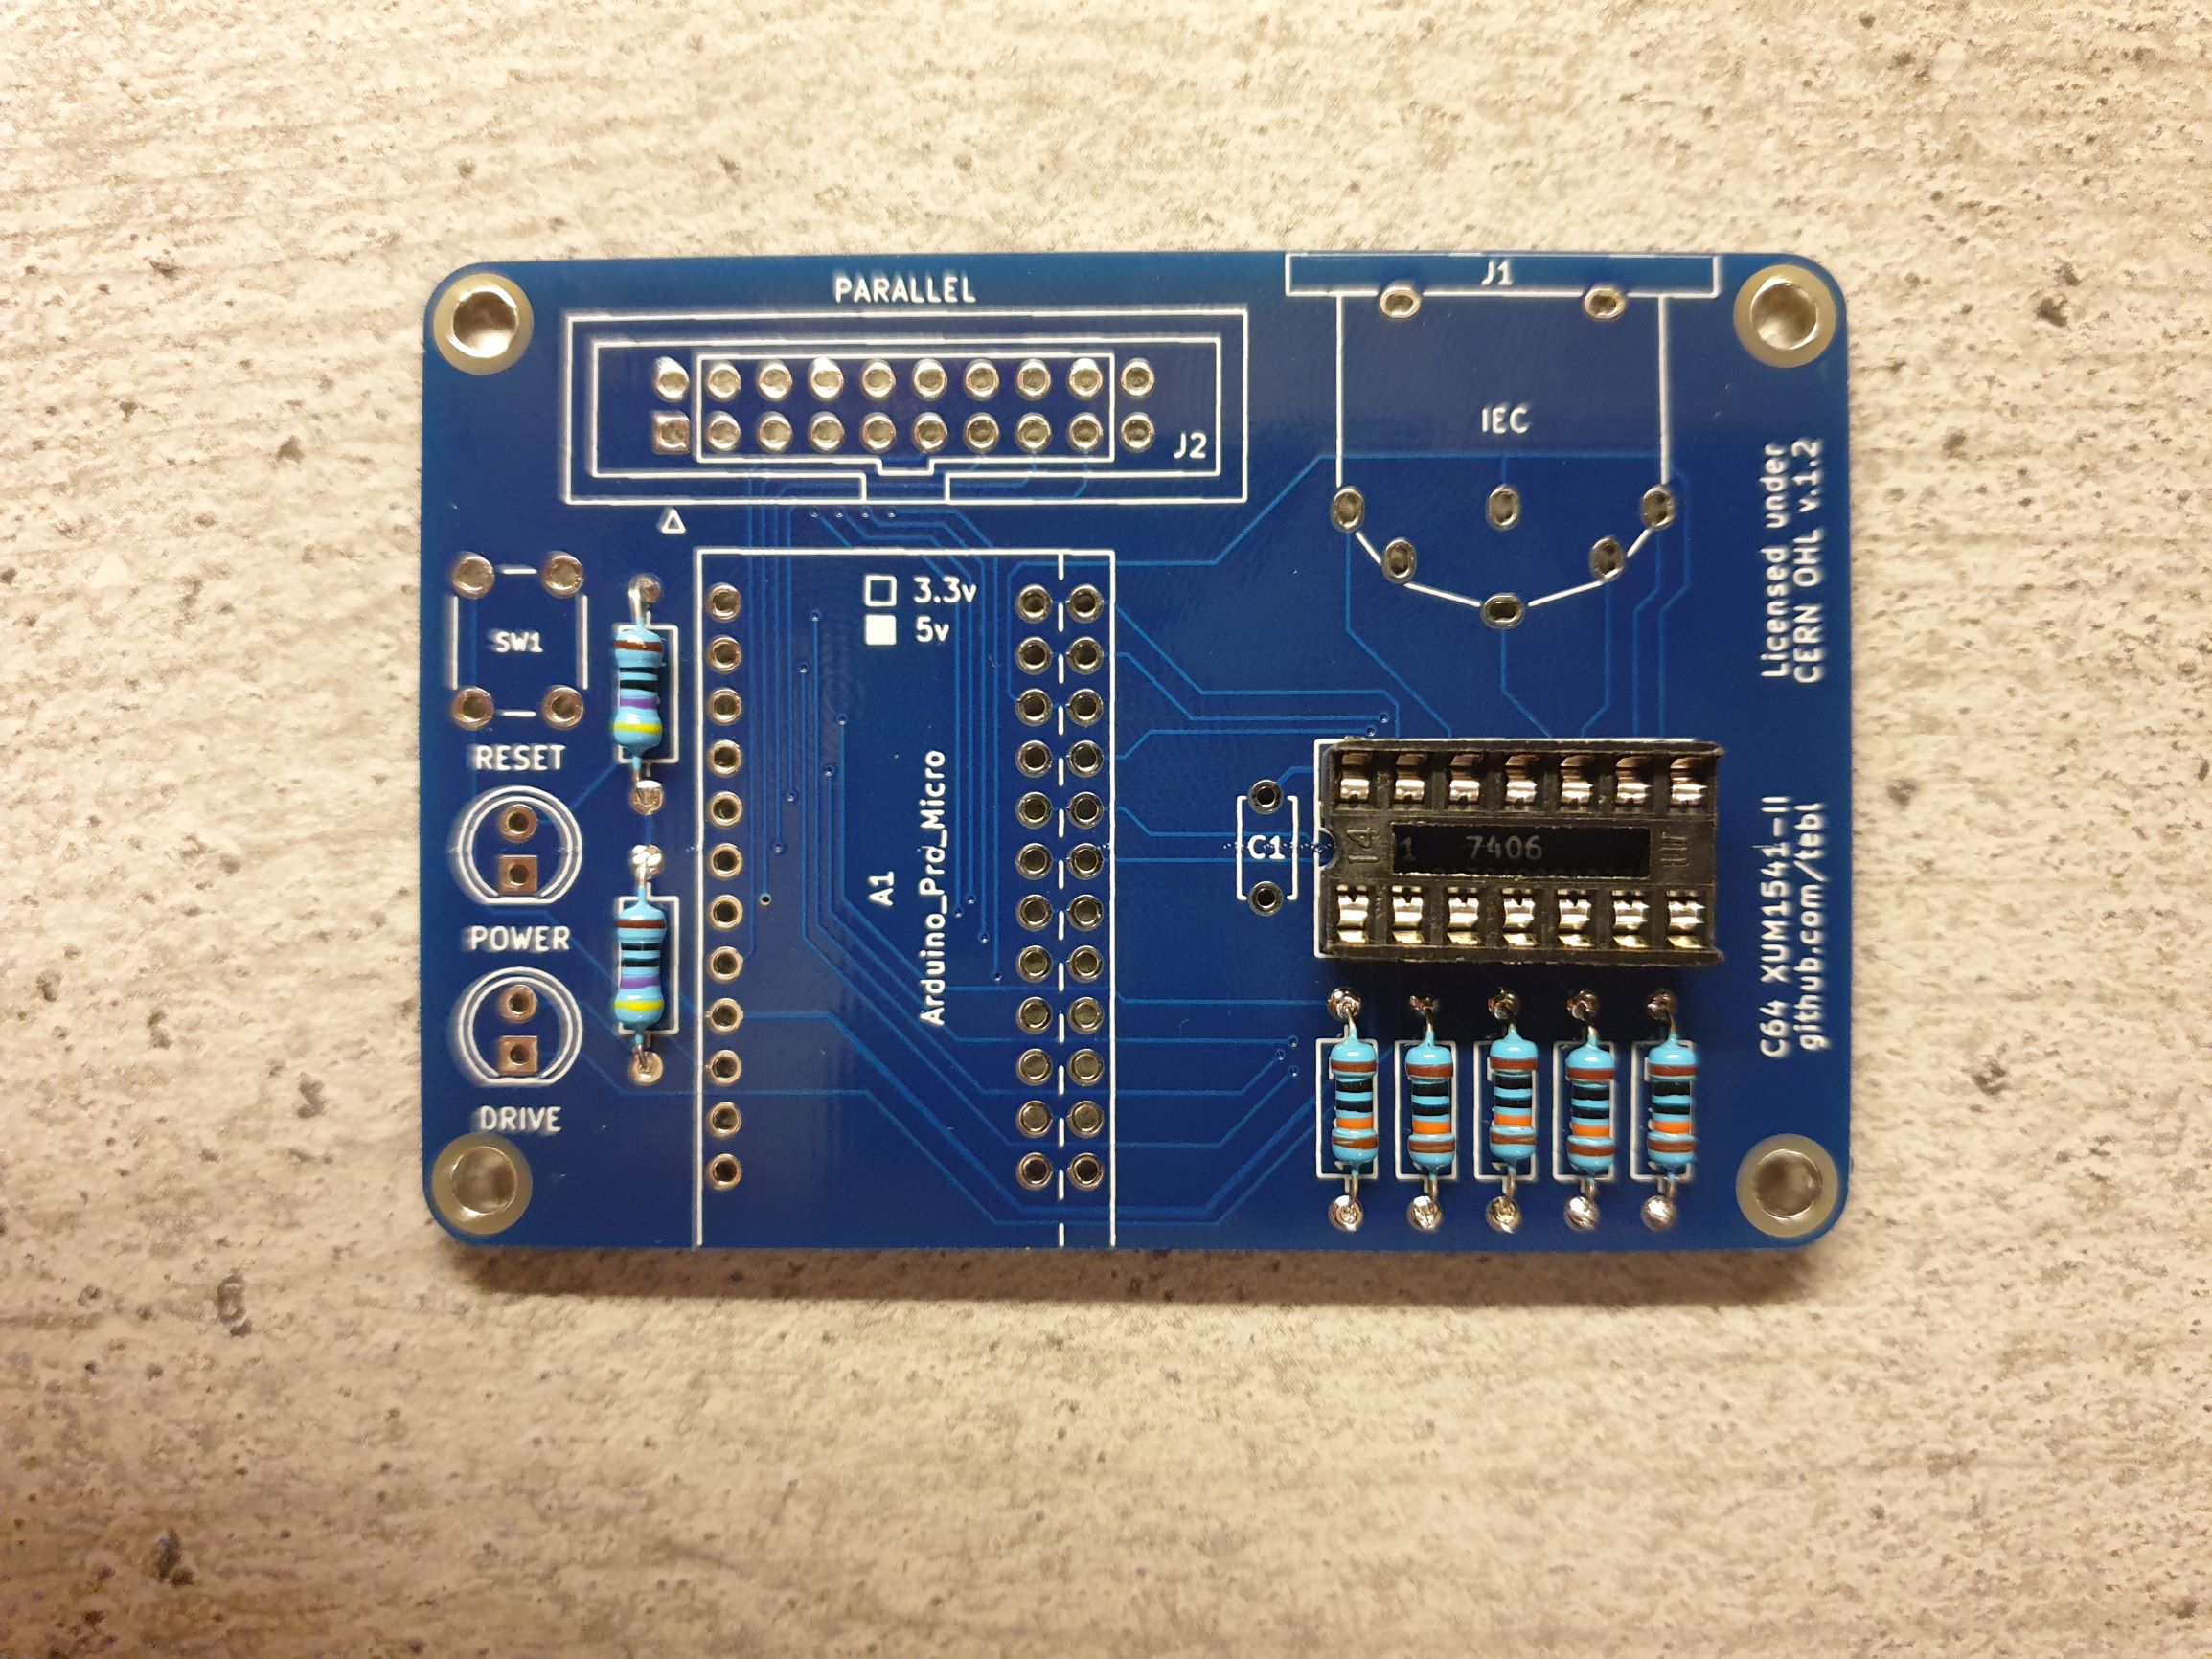 PARALLEL
J1
IEC
J2
3.3v
5v
SW1
RESET
POWER
DRIVE
A1
Arduino_Pro_Micro
C1
14
1 7406
Licensed under
CERN OHL v.1.2
C64 XUM1541-II
github.com/tebl